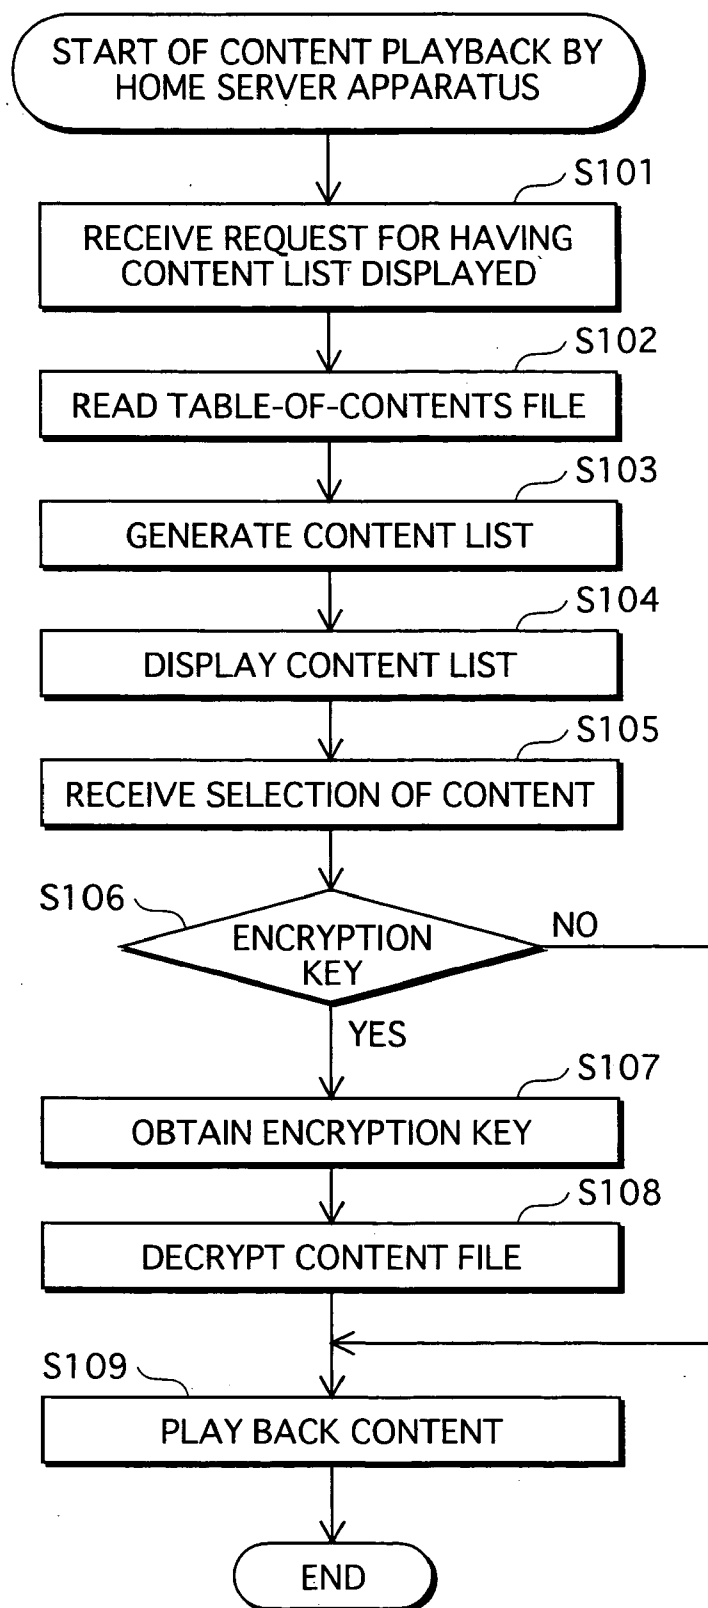 START OF CONTENT PLAYBACK BY
HOME SERVER APPARATUS
S101
RECEIVE REQUEST FOR HAVING
CONTENT LIST DISPLAYED
S102
READ TABLE-OF-CONTENTS FILE
S103
GENERATE CONTENT LIST
S104
DISPLAY CONTENT LIST
S105
RECEIVE SELECTION OF CONTENT
S106
ENCRYPTION
KEY
NO
YES
S107
OBTAIN ENCRYPTION KEY
S108
DECRYPT CONTENT FILE
S109
PLAY BACK CONTENT
END